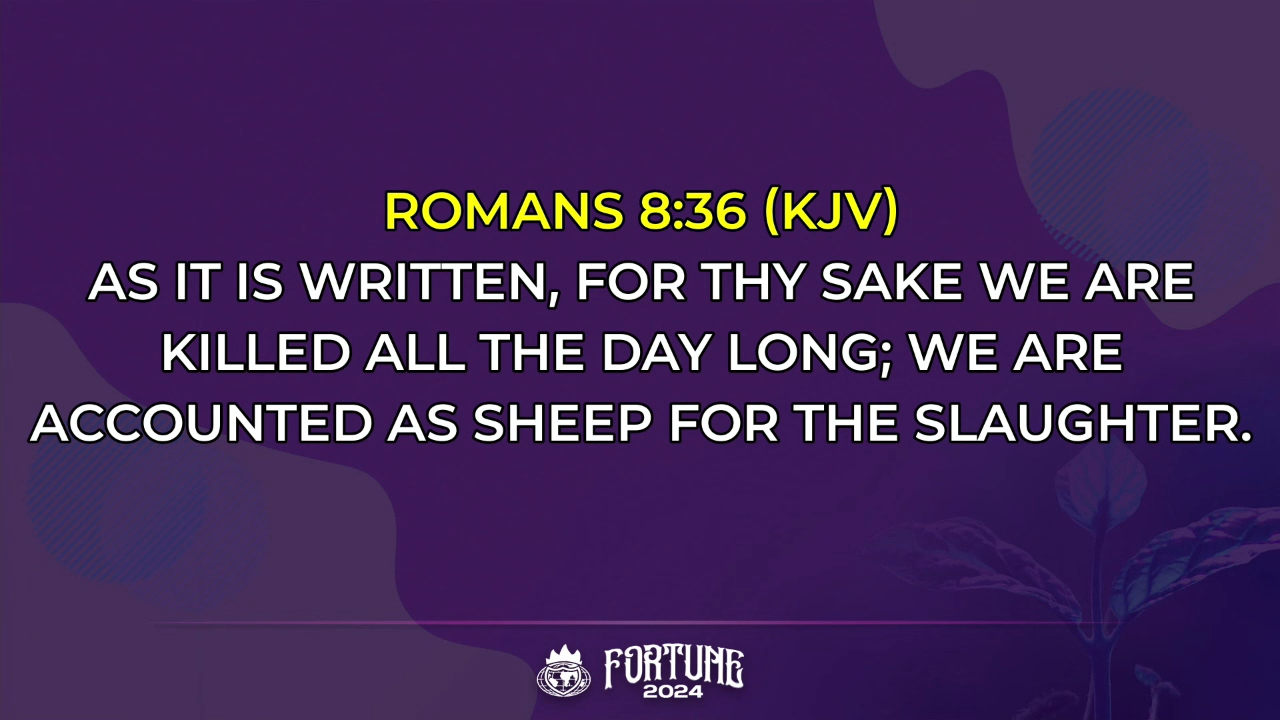 ROMANS 8:36 (KJV)
AS IT IS WRITTEN, FOR THY SAKE WE ARE
KILLED ALL THE DAY LONG; WE ARE
ACCOUNTED AS SHEEP FOR THE SLAUGHTER.
FORTUNE
2024